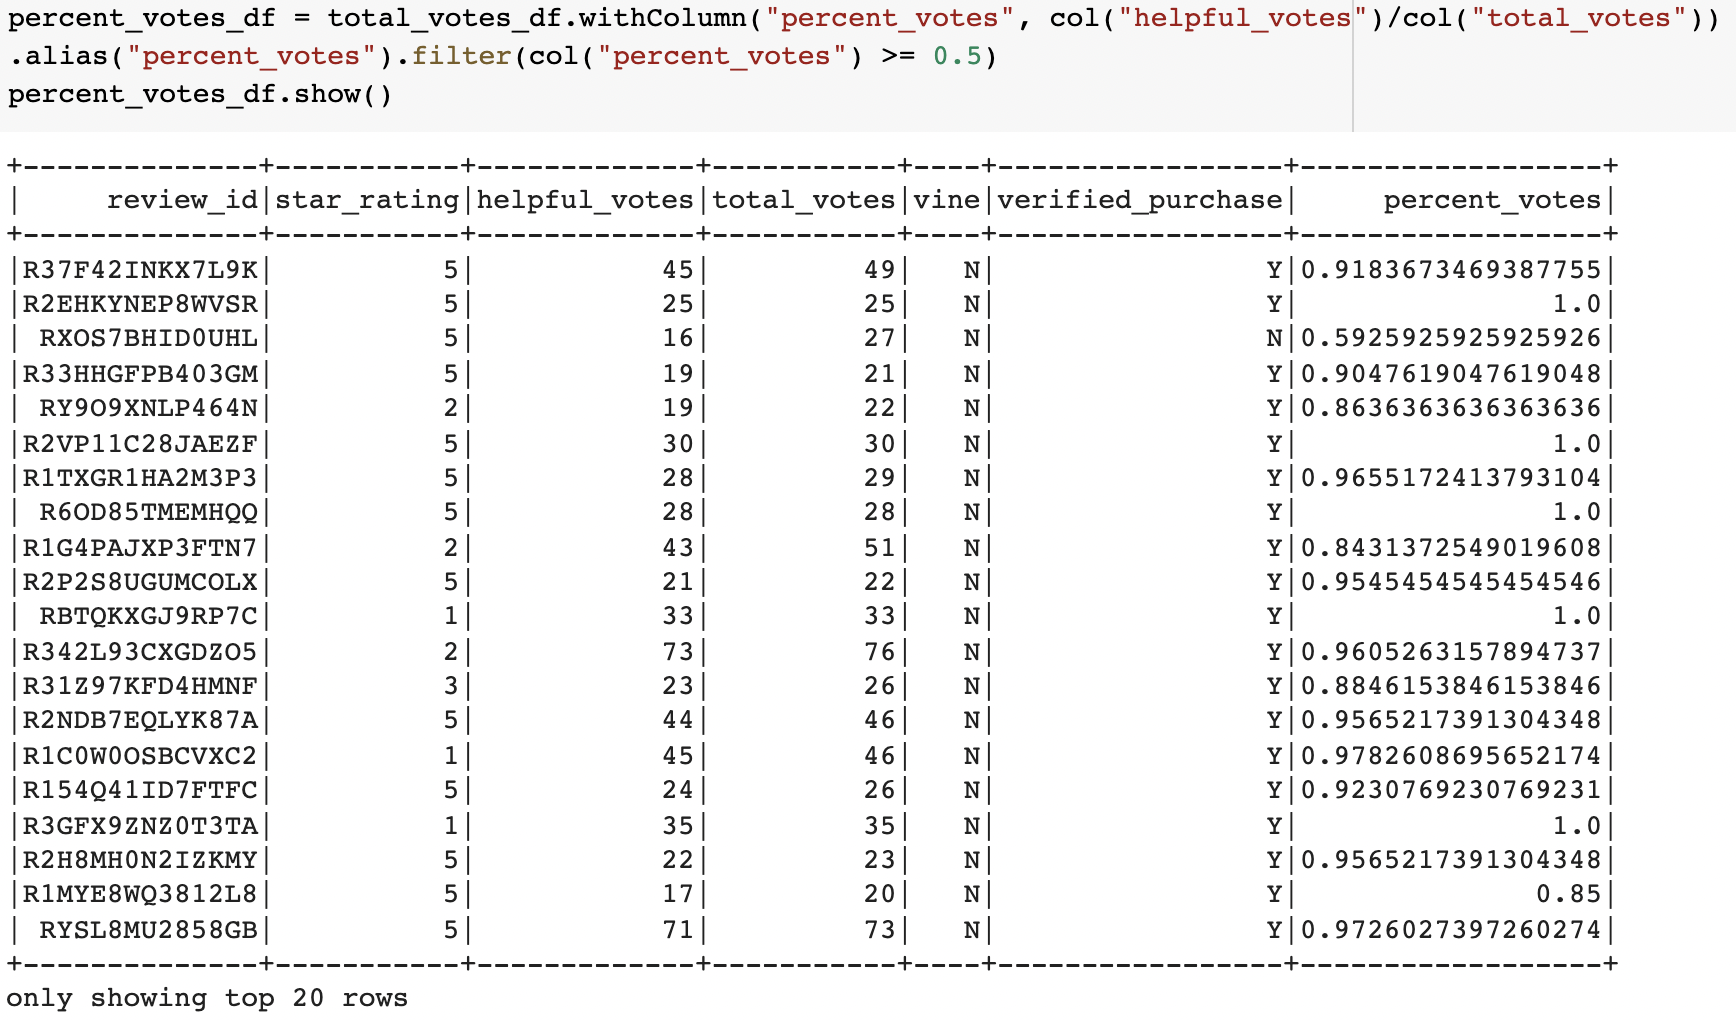 percent_votes_df = total_votes_df.withColumn("percent_votes", col("helpful_votes")/col("total_votes"))
.alias("percent_votes").filter(col("percent_votes") >= 0.5)
percent_votes_df.show()
+--------------+-----------+-------------+-----------+----+-----------------+------------------+
|     review_id|star_rating|helpful_votes|total_votes|vine|verified_purchase|     percent_votes|
+--------------+-----------+-------------+-----------+----+-----------------+------------------+
|R37F42INKX7L9K|          5|           45|         49|   N|                Y|0.9183673469387755|
|R2EHKYNEP8WVSR|          5|           25|         25|   N|                Y|               1.0|
| RXOS7BHID0UHL|          5|           16|         27|   N|                N|0.5925925925925926|
|R33HHGFPB403GM|          5|           19|         21|   N|                Y|0.9047619047619048|
| RY9O9XNLP464N|          2|           19|         22|   N|                Y|0.8636363636363636|
|R2VP11C28JAEZF|          5|           30|         30|   N|                Y|               1.0|
|R1TXGR1HA2M3P3|          5|           28|         29|   N|                Y|0.9655172413793104|
| R6OD85TMEMHQQ|          5|           28|         28|   N|                Y|               1.0|
|R1G4PAJXP3FTN7|          2|           43|         51|   N|                Y|0.8431372549019608|
|R2P2S8UGUMCOLX|          5|           21|         22|   N|                Y|0.9545454545454546|
| RBTQKXGJ9RP7C|          1|           33|         33|   N|                Y|               1.0|
|R342L93CXGDZO5|          2|           73|         76|   N|                Y|0.9605263157894737|
|R31Z97KFD4HMNF|          3|           23|         26|   N|                Y|0.8846153846153846|
|R2NDB7EQLYK87A|          5|           44|         46|   N|                Y|0.9565217391304348|
|R1C0W0OSBCVXC2|          1|           45|         46|   N|                Y|0.9782608695652174|
|R154Q41ID7FTFC|          5|           24|         26|   N|                Y|0.9230769230769231|
|R3GFX9ZNZ0T3TA|          1|           35|         35|   N|                Y|               1.0|
|R2H8MH0N2IZKMY|          5|           22|         23|   N|                Y|0.9565217391304348|
|R1MYE8WQ3812L8|          5|           17|         20|   N|                Y|              0.85|
| RYSL8MU2858GB|          5|           71|         73|   N|                Y|0.9726027397260274|
+--------------+-----------+-------------+-----------+----+-----------------+------------------+
only showing top 20 rows